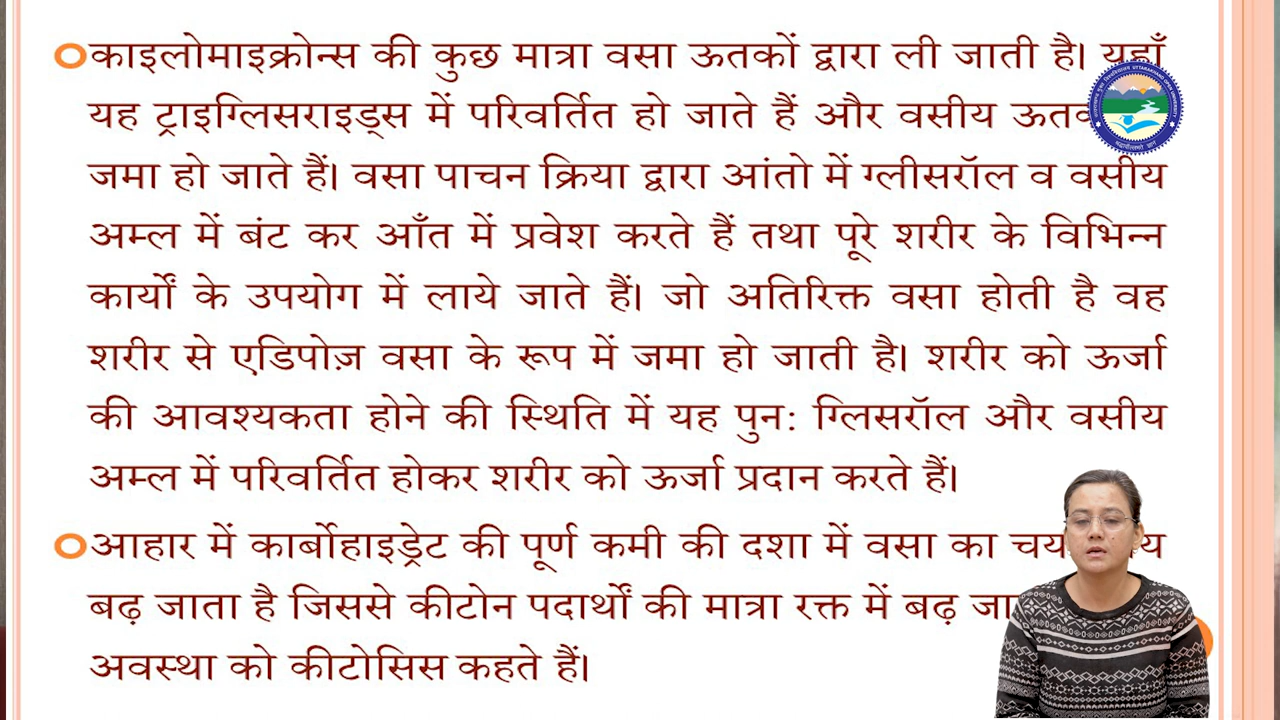 काइलोमाइक्रोन्स की कुछ मात्रा वसा ऊतकों द्वारा ली जाती है। यहाँ
यह ट्राइग्लिसराइड्स में परिवर्तित हो जाते हैं और वसीय
जमा हो जाते हैं। वसा पाचन क्रिया द्वारा आंतो में ग्लीसरॉल व वसीय
अम्ल में बंट कर आँत में प्रवेश करते हैं तथा पूरे शरीर के विभिन्न
कार्यों के उपयोग में लाये जाते हैं। जो अतिरिक्त वसा होती है वह
शरीर से एडिपोज़ वसा के रूप में जमा हो जाती है। शरीर को ऊर्जा
की आवश्यकता होने की स्थिति में यह पुन: ग्लिसरॉल और वसीय
अम्ल में परिवर्तित होकर शरीर को ऊर्जा प्रदान करते हैं।
आहार में कार्बोहाइड्रेट की पूर्ण कमी की दशा में वसा का
बढ़ जाता है जिससे कीटोन पदार्थों की मात्रा रक्त में बढ़
अवस्था को कीटोसिस कहते हैं।